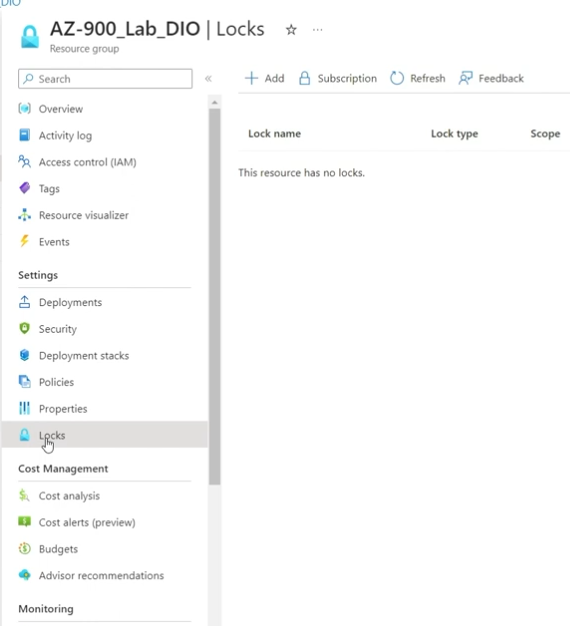 _DIO
AZ-900_Lab_DIO | Locks
Resource group
Search
Add
Subscription
Refresh
Feedback
Overview
Activity log
Access control (IAM)
Tags
Resource visualizer
Events
Settings
Deployments
Security
Deployment stacks
Policies
Properties
Locks
Cost Management
Cost analysis
Cost alerts (preview)
Budgets
Advisor recommendations
Monitoring
Lock name
Lock type
Scope
This resource has no locks.